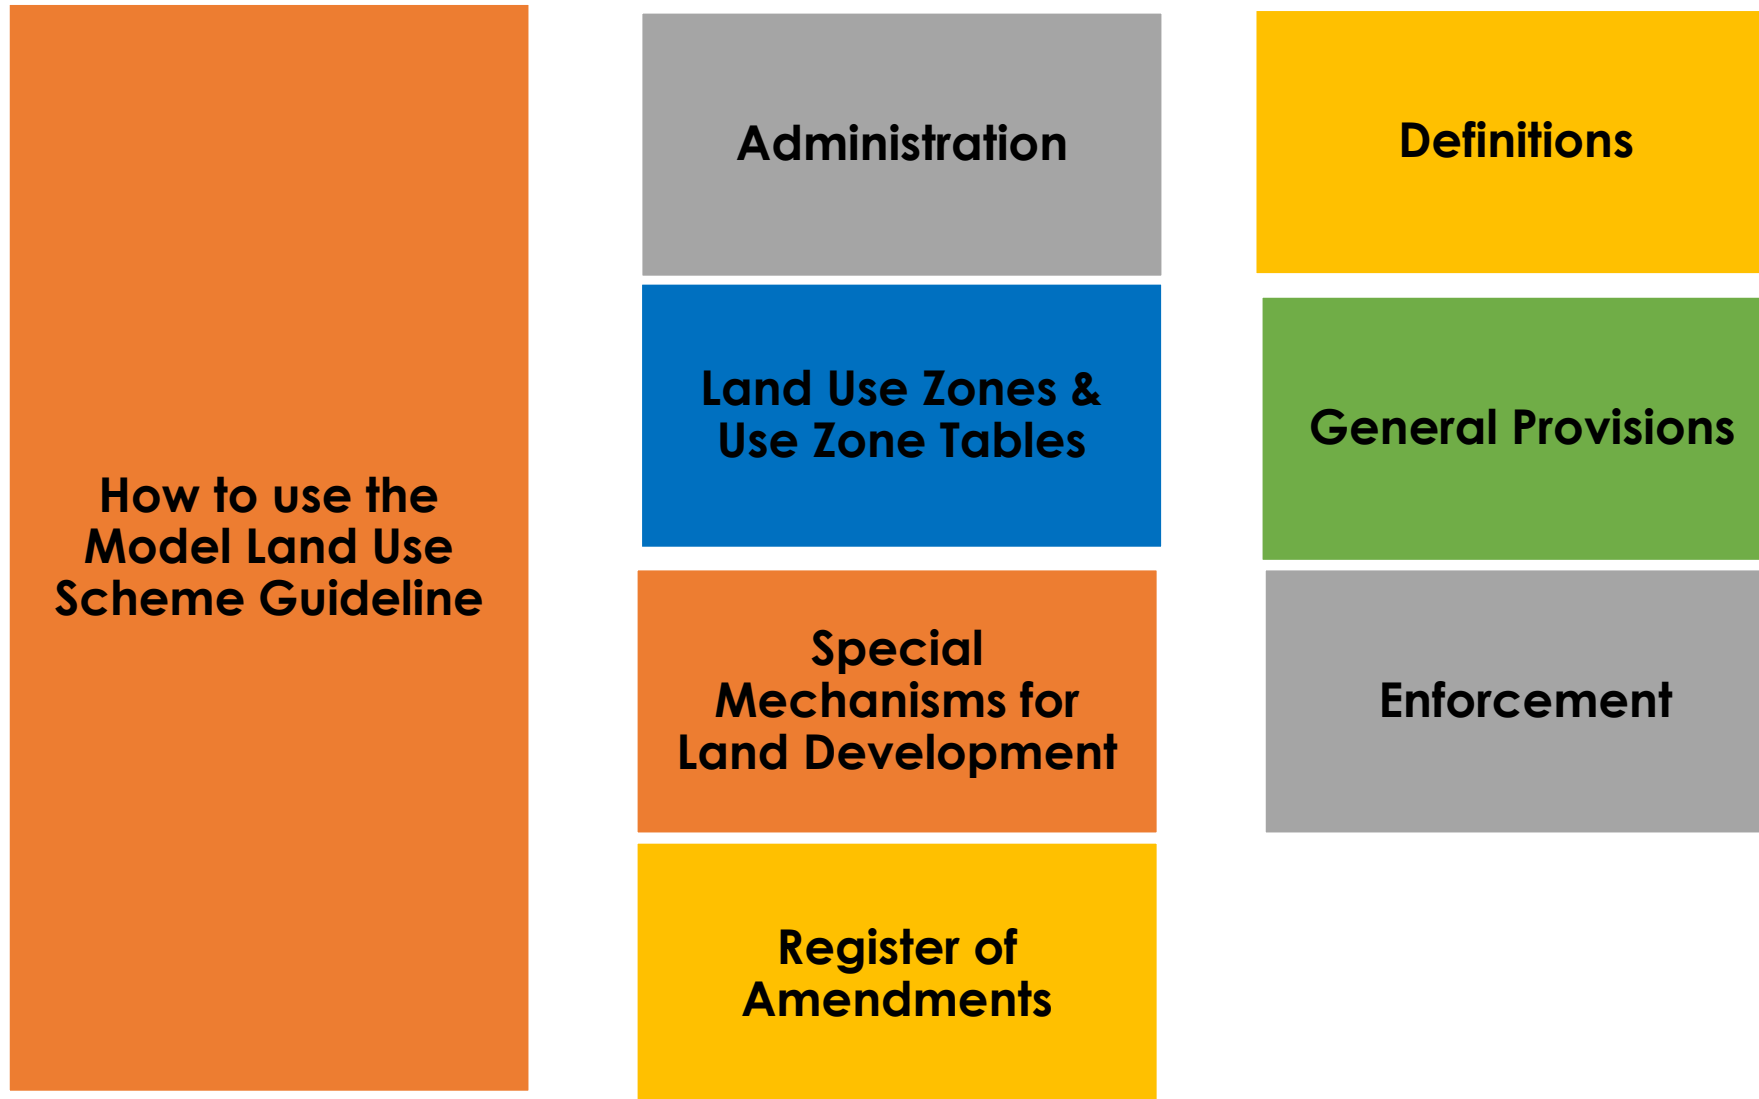 How to use the
Model Land Use
Scheme Guideline
Administration
Definitions
Land Use Zones &
Use Zone Tables
General Provisions
Special
Mechanisms for
Land Development
Enforcement
Register of
Amendments